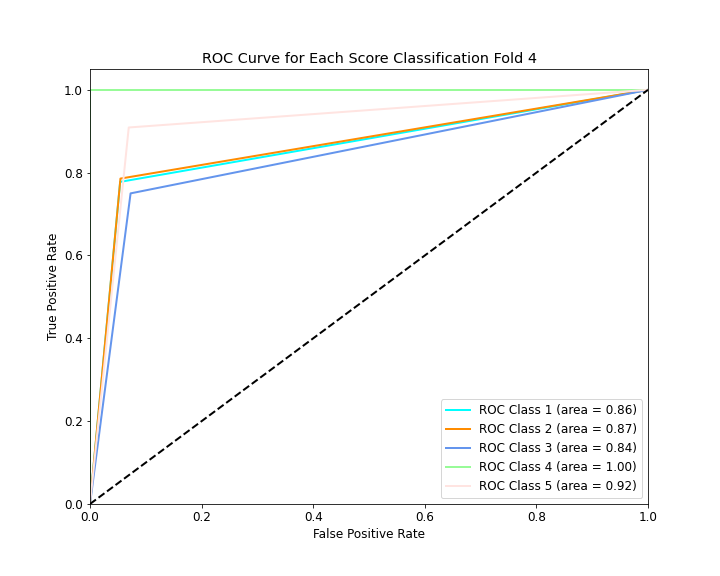 ROC Curve for Each Score Classification Fold 4
True Positive Rate
1.0
0.8
0.6
0.4
0.2
0.0
ROC Class 1 (area = 0.86)
ROC Class 2 (area = 0.87)
ROC Class 3 (area = 0.84)
ROC Class 4 (area = 1.00)
ROC Class 5 (area = 0.92)
0.0 0.2 0.4 0.6 0.8 1.0
False Positive Rate